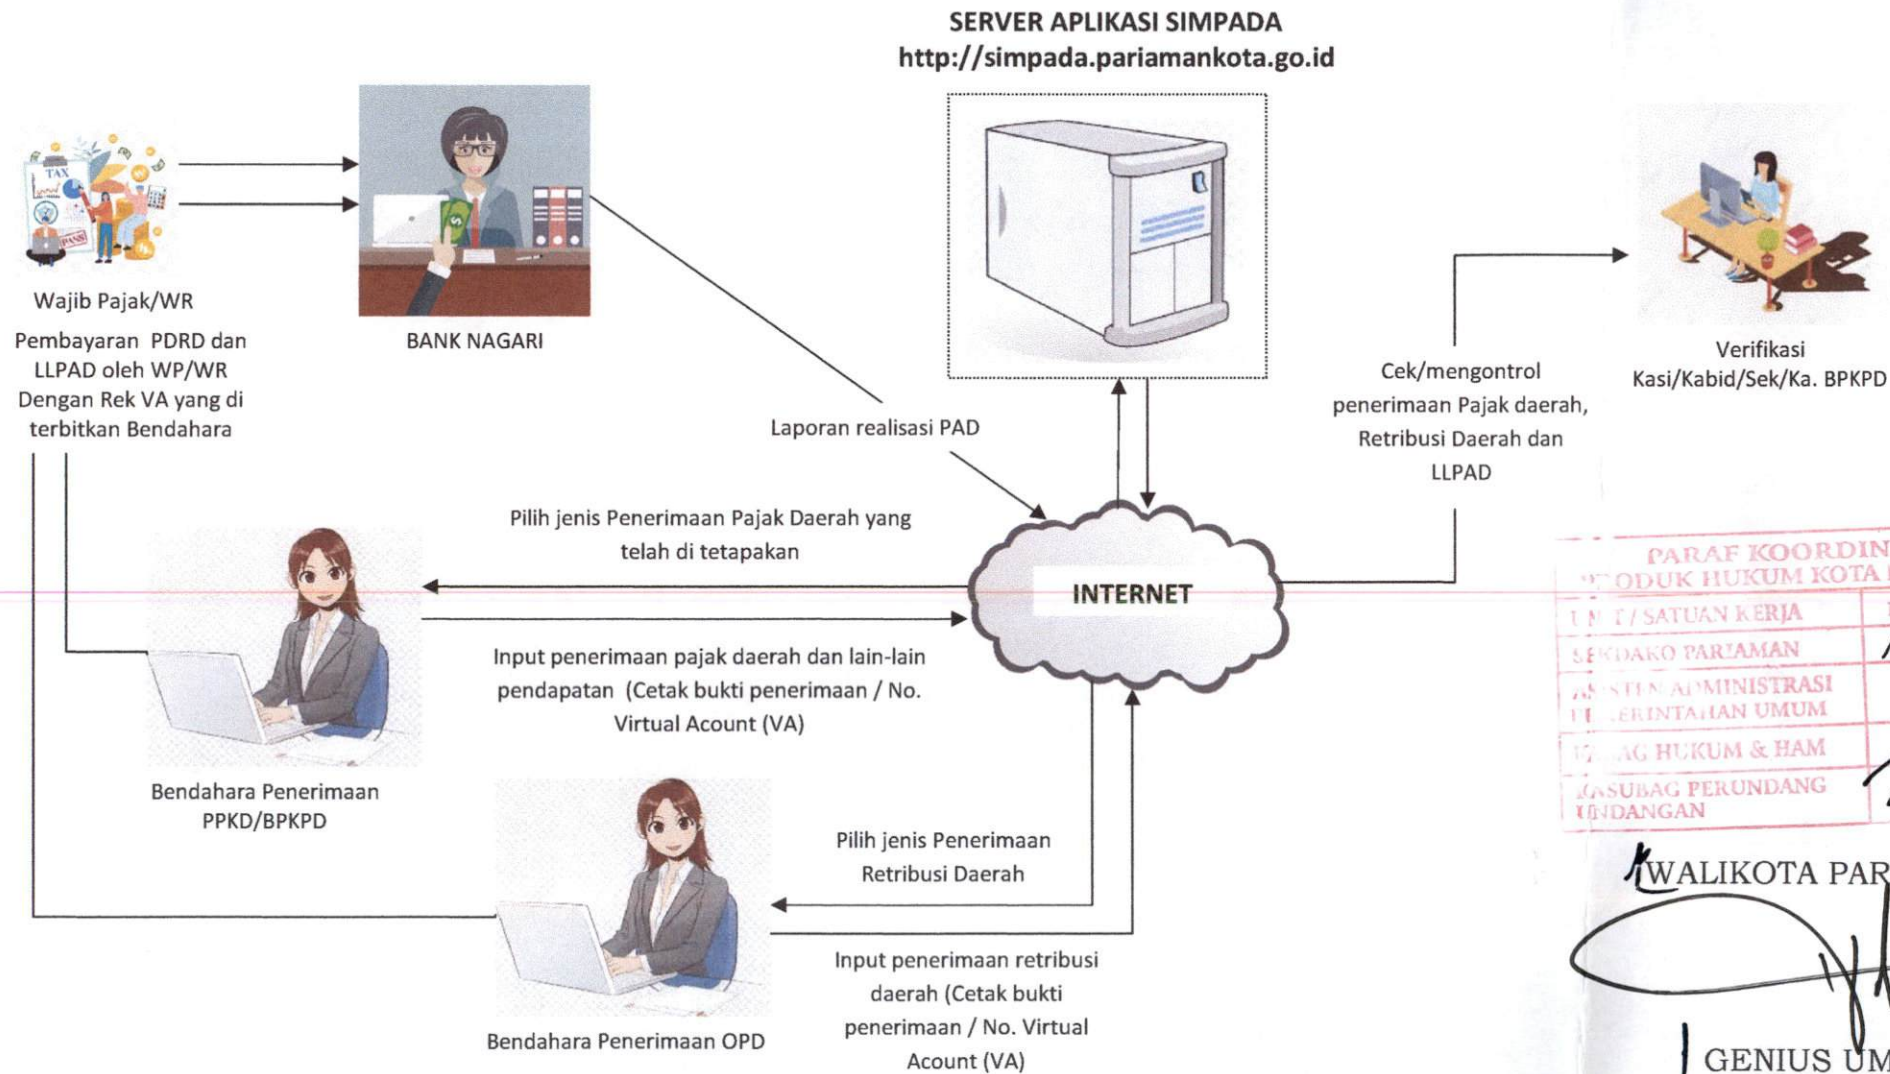 SERVER APLIKASI SIMPADA
http://simpada.pariamankota.go.id
TAX
Wajib Pajak/WR
Pembayaran PDRD dan
LLPAD oleh WP/WR
Dengan Rek VA yang di
terbitkan Bendahara
BANK NAGARI
Laporan realisasi PAD
Cek/mengontrol
penerimaan Pajak daerah,
Retribusi Daerah dan
LLPAD
Verifikasi
Kasi/Kabid/Sek/Ka. BPKPD
Pilih jenis Penerimaan Pajak Daerah yang
telah di tetapakan
INTERNET
Input penerimaan pajak daerah dan lain-lain
pendapatan (Cetak bukti penerimaan / No.
Virtual Acount (VA)
Bendahara Penerimaan
PPKD/BPKPD
Pilih jenis Penerimaan
Retribusi Daerah
Input penerimaan retribusi
daerah (Cetak bukti
penerimaan / No. Virtual
Acount (VA)
Bendahara Penerimaan OPD
PARAF KOORDIN
HUKUM KOTA
/ SATUAN KERJA
PARIAMAN
ADMINISTRASI
UMUM
HUKUM & HAM
KASUBAG PERUNDANG
UNDANGAN
WALIKOTA PAR
GENIUS UM